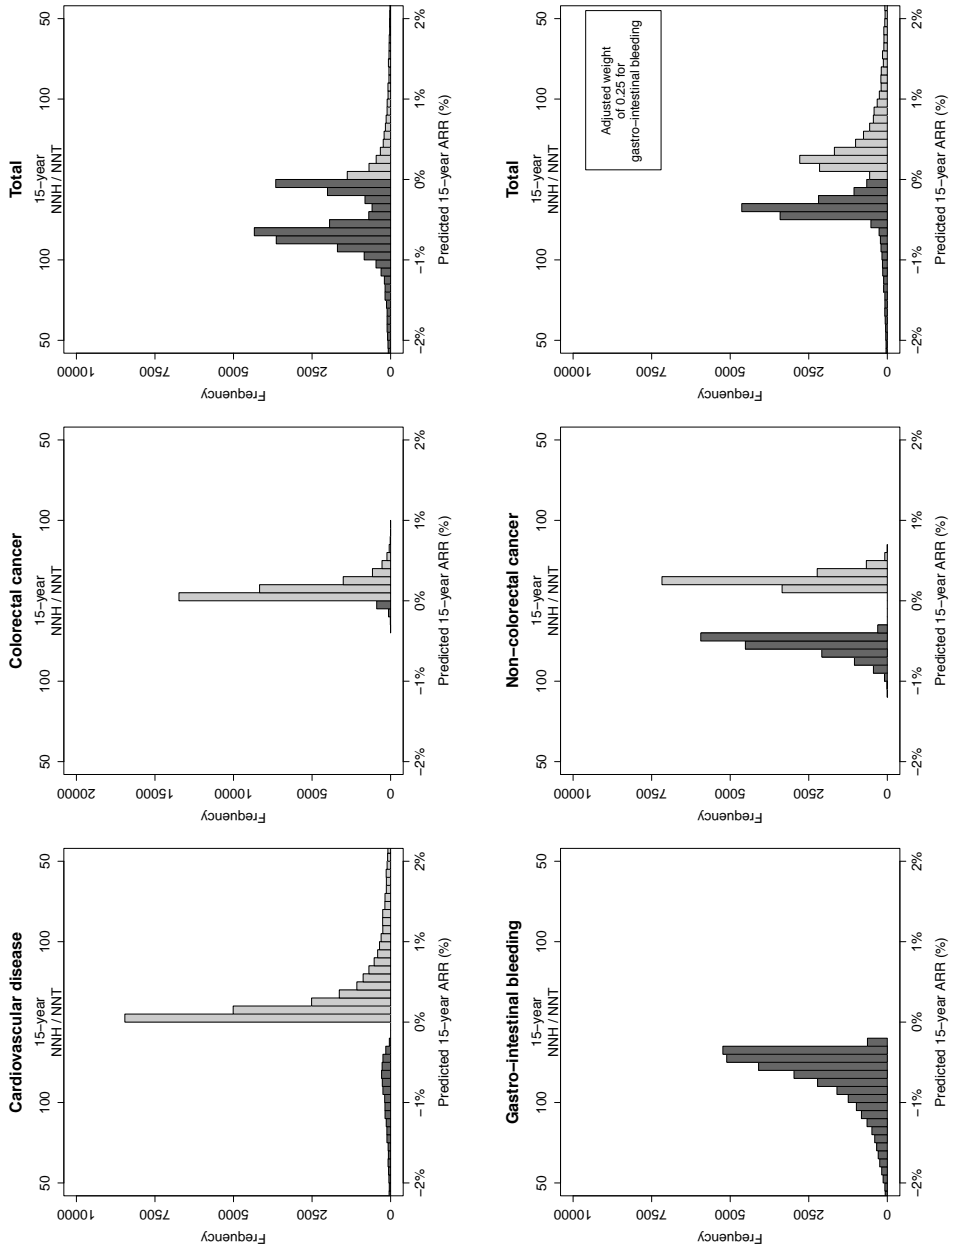 Cardiovascular disease
15−year
NNH / NNT
50
100
100
50
10000
7500
5000
2500
0
Frequency
−2%
−1%
0%
1%
2%
Predicted 15−year ARR (%)
Colorectal cancer
15−year
NNH / NNT
50
100
100
50
20000
15000
10000
5000
0
Frequency
−2%
−1%
0%
1%
2%
Predicted 15−year ARR (%)
Total
15−year
NNH / NNT
50
100
100
50
10000
7500
5000
2500
0
Frequency
−2%
−1%
0%
1%
2%
Predicted 15−year ARR (%)
Gastro−intestinal bleeding
15−year
NNH / NNT
50
100
100
50
10000
7500
5000
2500
0
Frequency
−2%
−1%
0%
1%
2%
Predicted 15−year ARR (%)
Non−colorectal cancer
15−year
NNH / NNT
50
100
100
50
10000
7500
5000
2500
0
Frequency
−2%
−1%
0%
1%
2%
Predicted 15−year ARR (%)
Total
15−year
NNH / NNT
50
100
100
50
Adjusted weight
of 0.25 for
gastro−intestinal bleeding
10000
7500
5000
2500
0
Frequency
−2%
−1%
0%
1%
2%
Predicted 15−year ARR (%)